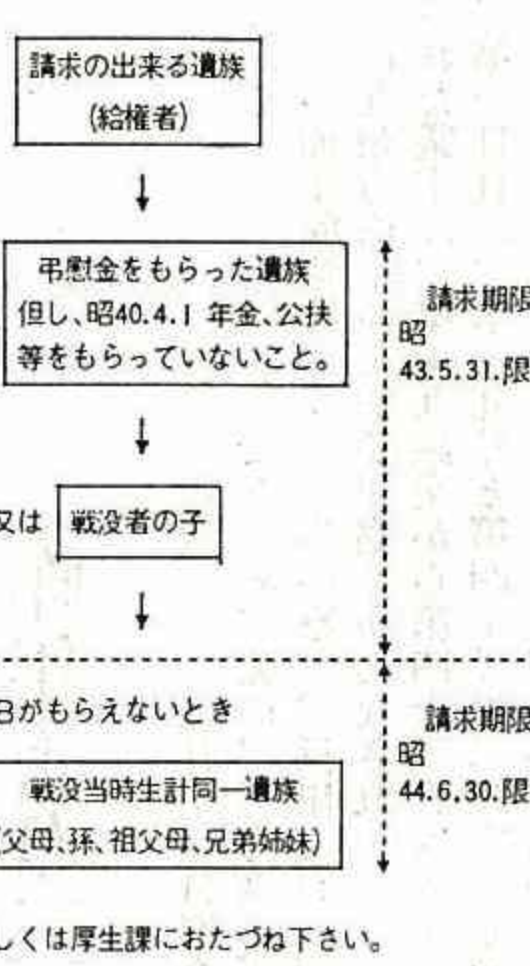 請求の出来る遺族
(給権者)
↓
弔慰金をもらった遺族
但し、昭40.4.1 年金、公扶
等をもらっていないこと。
請求期限
昭
43.5.31.限
↓
又は 戦没者の子
↓
がもらえないとき
請求期限
昭
44.6.30.限
戦没当時生計同一遺族
(父母、孫、祖父母、兄弟姉妹)
しくは厚生課におたづね下さい。